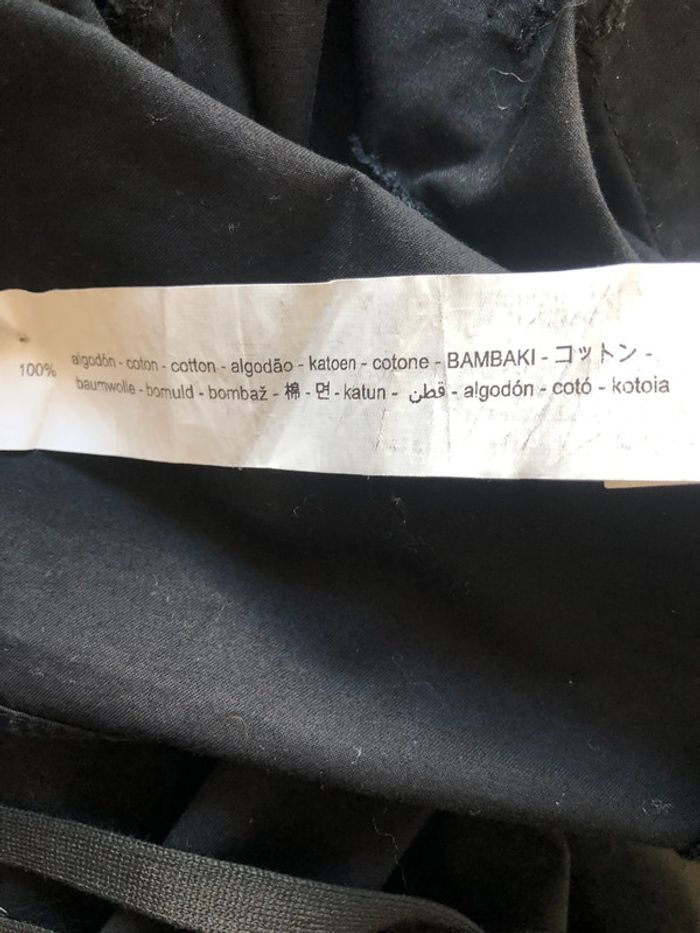 100% algodón - coton - cotton - algodão - katoen - cotone - BAMBAKI - コットン -
baumwolle - bomuld - bombaž - 棉 - 면 - katun - قطن - algodón - cotó - kotoia